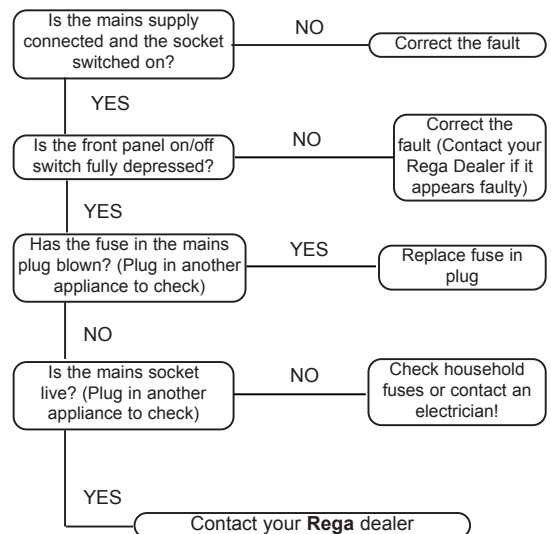 Is the mains supply
connected and the socket
switched on?
NO
Correct the fault
YES
Is the front panel on/off
switch fully depressed?
NO
Correct the
fault (Contact your
Rega Dealer if it
appears faulty)
YES
Has the fuse in the mains
plug blown? (Plug in another
appliance to check)
YES
Replace fuse in
plug
NO
Is the mains socket
live? (Plug in another
appliance to check)
NO
Check household
fuses or contact an
electrician!
YES
Contact your Rega dealer